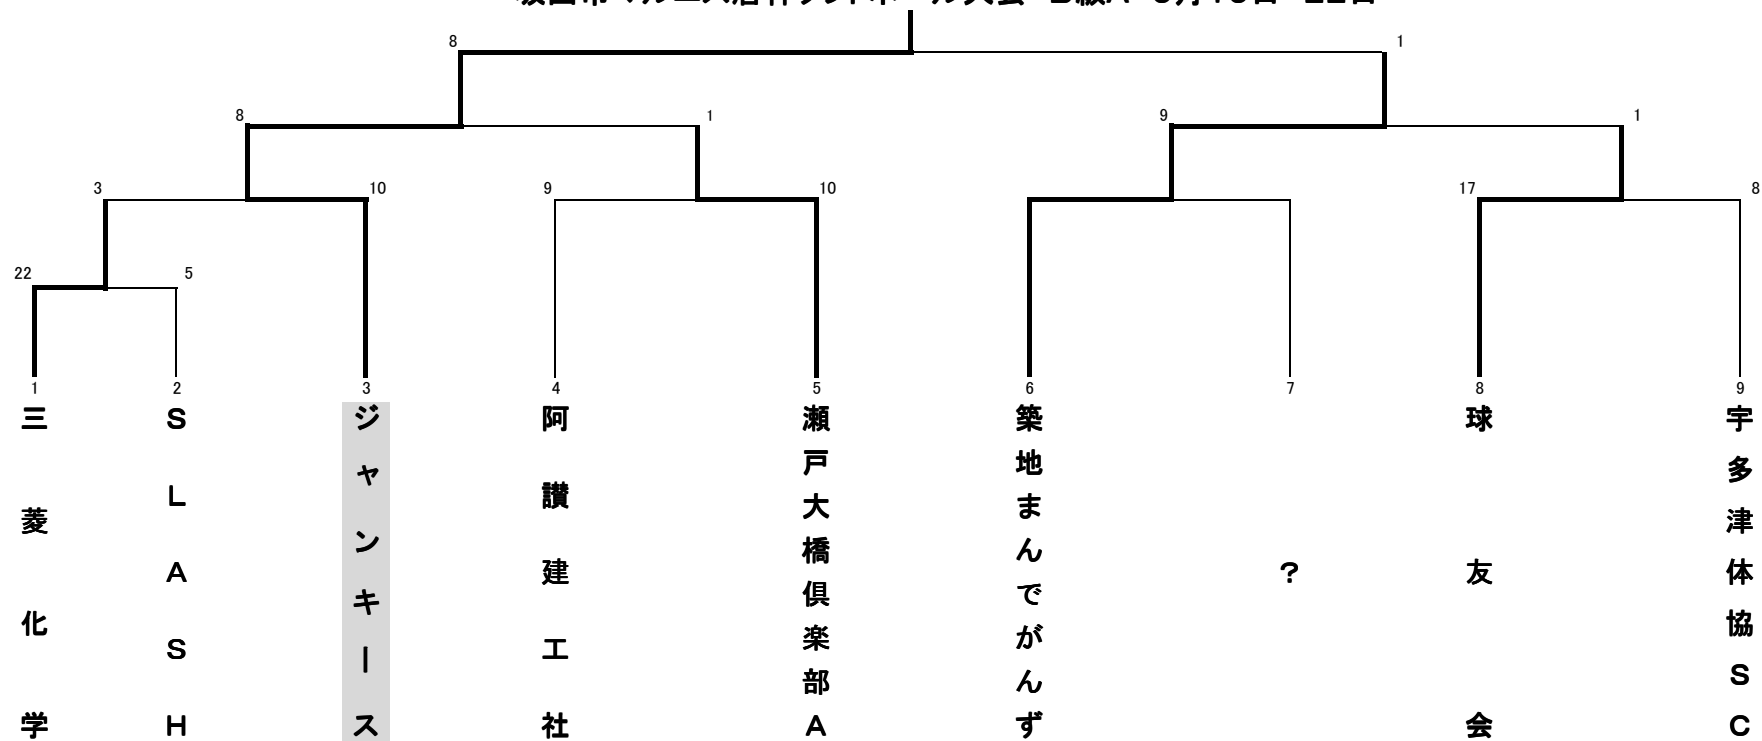 8 1
8 1 9 1
3 10 9 10 17 8
22 5
1 2 3 4 5 6 7 8 9
三菱化学
SLASH
ジャンキース
阿讃建工社
瀬戸大橋倶楽部A
築地まんでがんず
?
球友会
宇多津体協SC